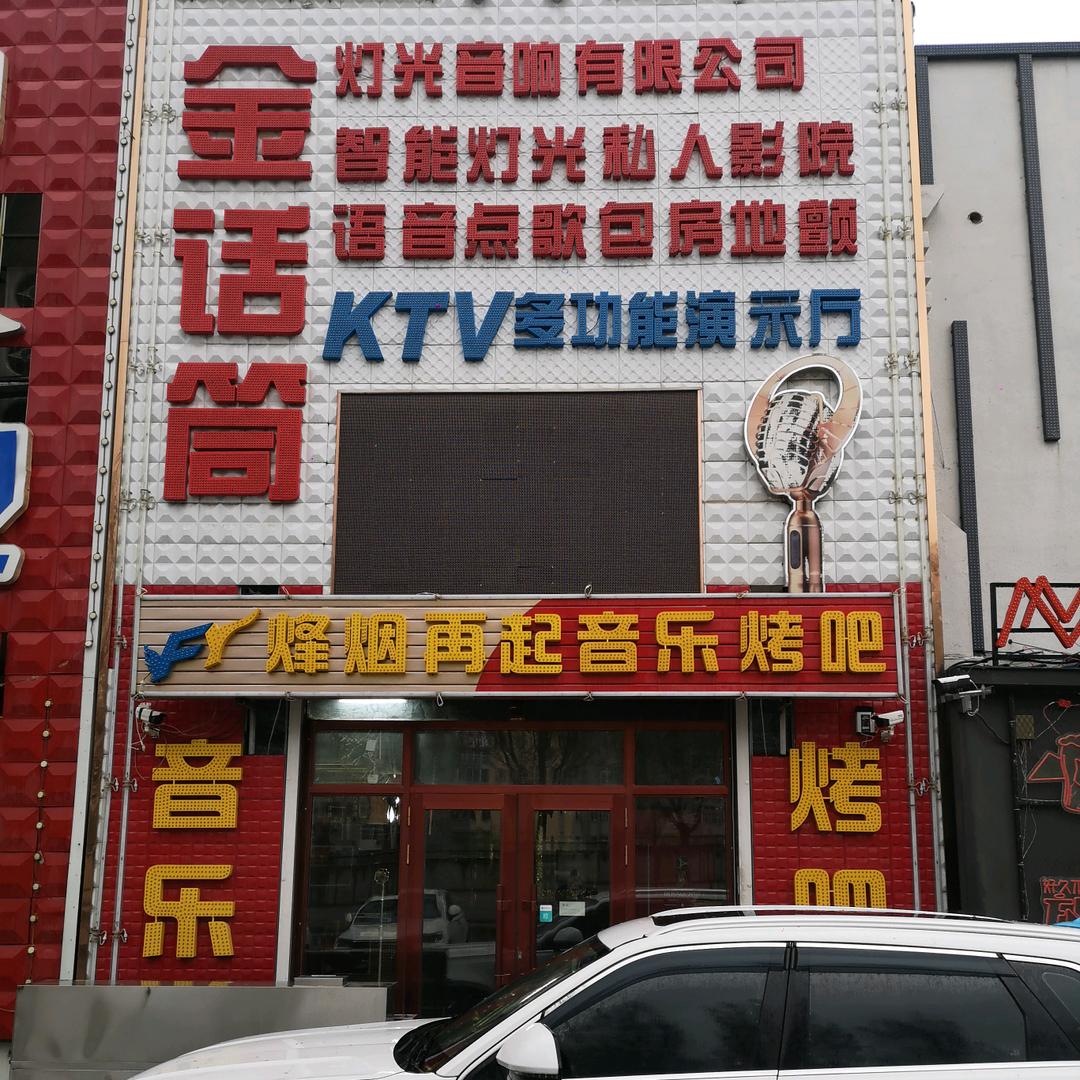 金话筒
灯光音响有限公司
智能灯光私人影院
语音点歌包房地颤
KTV多功能演示厅
FY烽烟再起音乐烤吧
音乐
烤吧